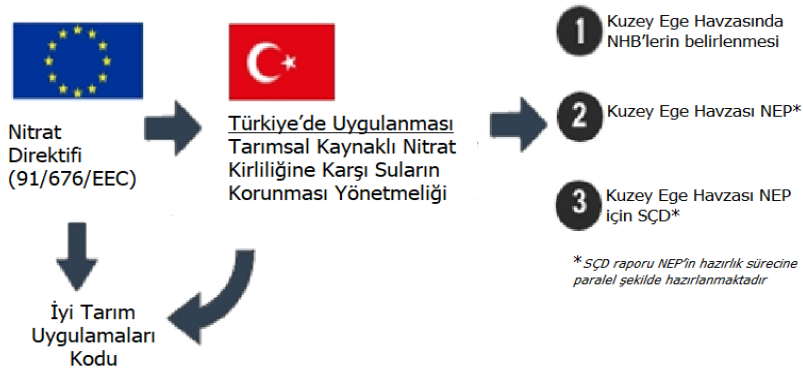 Nitrat
Direktifi
(91/676/EEC)
Türkiye’de Uygulanması
Tarımsal Kaynaklı Nitrat
Kirliliğine Karşı Suların
Korunması Yönetmeliği
1
Kuzey Ege Havzasında
NHB’lerin belirlenmesi
2
Kuzey Ege Havzası NEP*
3
Kuzey Ege Havzası NEP
için SÇD*
*SÇD raporu NEP’in hazırlık sürecine
paralel şekilde hazırlanmaktadır
İyi Tarım
Uygulamaları
Kodu